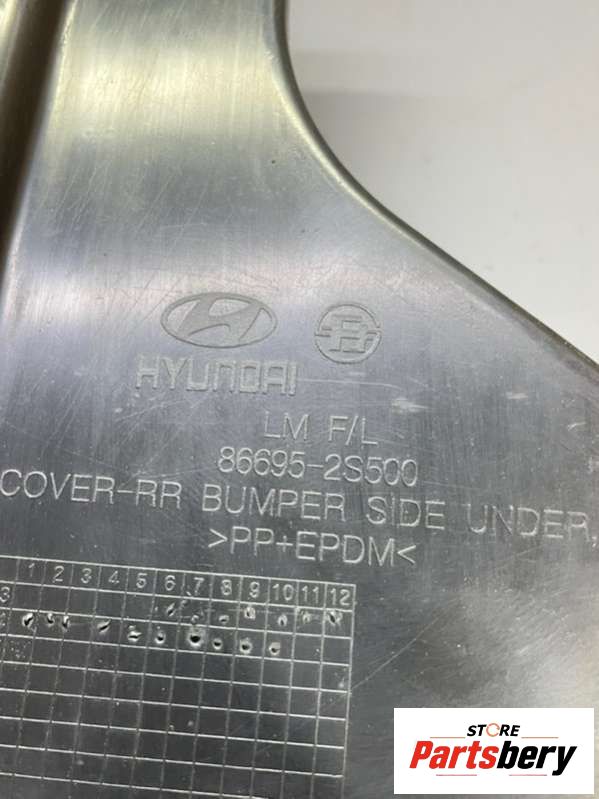 HYUNDAI
LM F/L
86695-2S500
COVER-RR BUMPER SIDE UNDER,
>PP+EPDM<
1 2 3 4 5 6 7 8 9 10 11 12
3
STORE
Partsbery